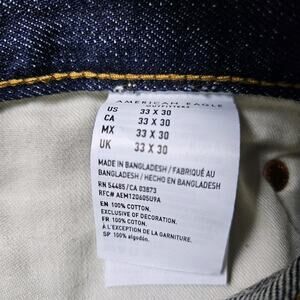 AMERICAN EAGLE
OUTFITTERS
US 33 X 30
CA 33 X 30
MX 33 X 30
UK 33 X 30
MADE IN BANGLADESH / FABRIQUÉ AU
BANGLADESH / HECHO EN BANGLADESH
RN 54485 / CA 03873
RFC# AEM120605U9A
EN 100% COTTON.
EXCLUSIVE OF DECORATION.
FR 100% COTON.
À L'EXCEPTION DE LA GARNITURE.
SP 100% algodón.